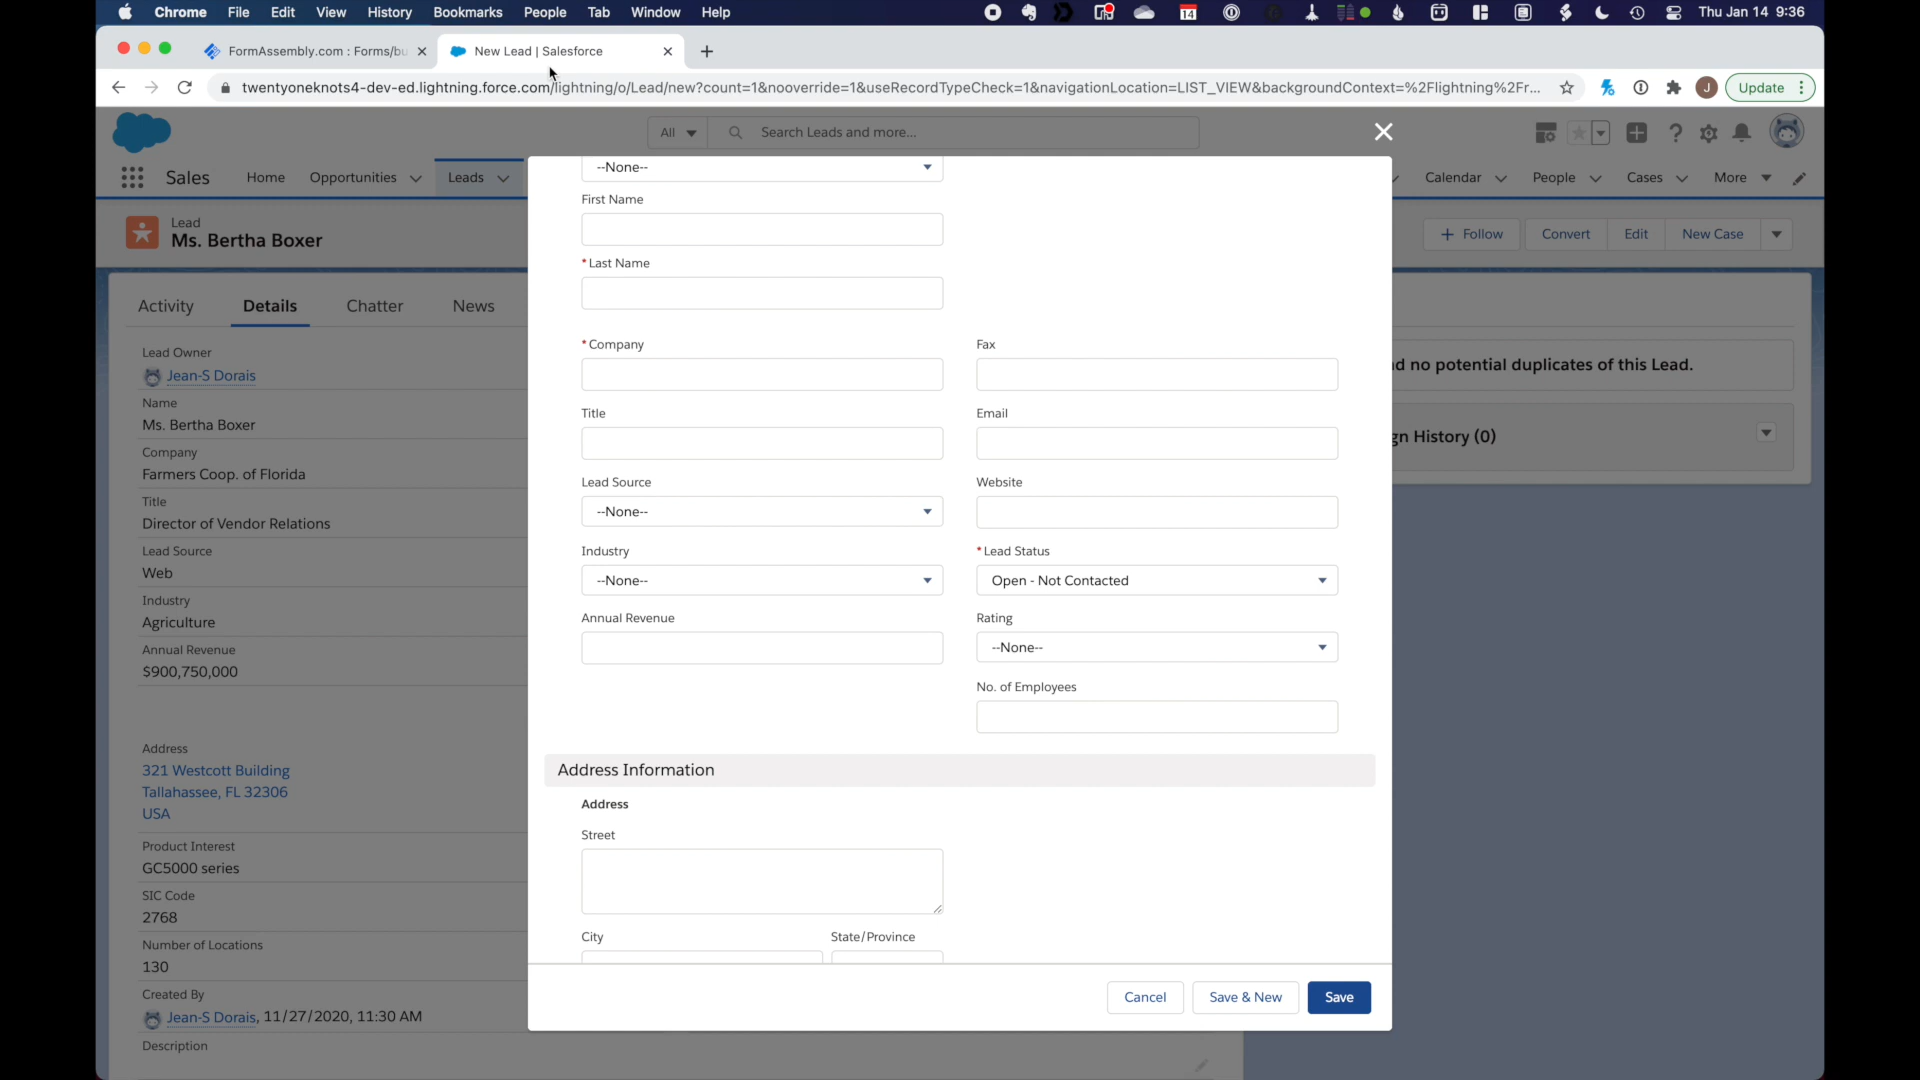 Chrome File Edit View History Bookmarks People Tab Window Help
14
Thu Jan 14 9:36
FormAssembly.com : Forms/bu
New Lead | Salesforce
twentyoneknots4-dev-ed.lightning.force.com/lightning/o/Lead/new?count=1&nooverride=1&useRecordTypeCheck=1&navigationLocation=LIST_VIEW&backgroundContext=%2Flightning%2Fr...
J
Update
All
Search Leads and more...
Sales
Home
Opportunities
Leads
Calendar
People
Cases
More
Lead
Ms. Bertha Boxer
Follow
Convert
Edit
New Case
Activity
Details
Chatter
News
Lead Owner
Jean-S Dorais
Name
Ms. Bertha Boxer
Company
Farmers Coop. of Florida
Title
Director of Vendor Relations
Lead Source
Web
Industry
Agriculture
Annual Revenue
$900,750,000
Address
321 Westcott Building
Tallahassee, FL 32306
USA
Product Interest
GC5000 series
SIC Code
2768
Number of Locations
130
Created By
Jean-S Dorais, 11/27/2020, 11:30 AM
Description
--None--
First Name
* Last Name
* Company
Fax
Title
Email
Lead Source
--None--
Website
Industry
--None--
* Lead Status
Open - Not Contacted
Annual Revenue
Rating
--None--
No. of Employees
Address Information
Address
Street
City
State/Province
Cancel
Save & New
Save
no potential duplicates of this Lead.
History (0)